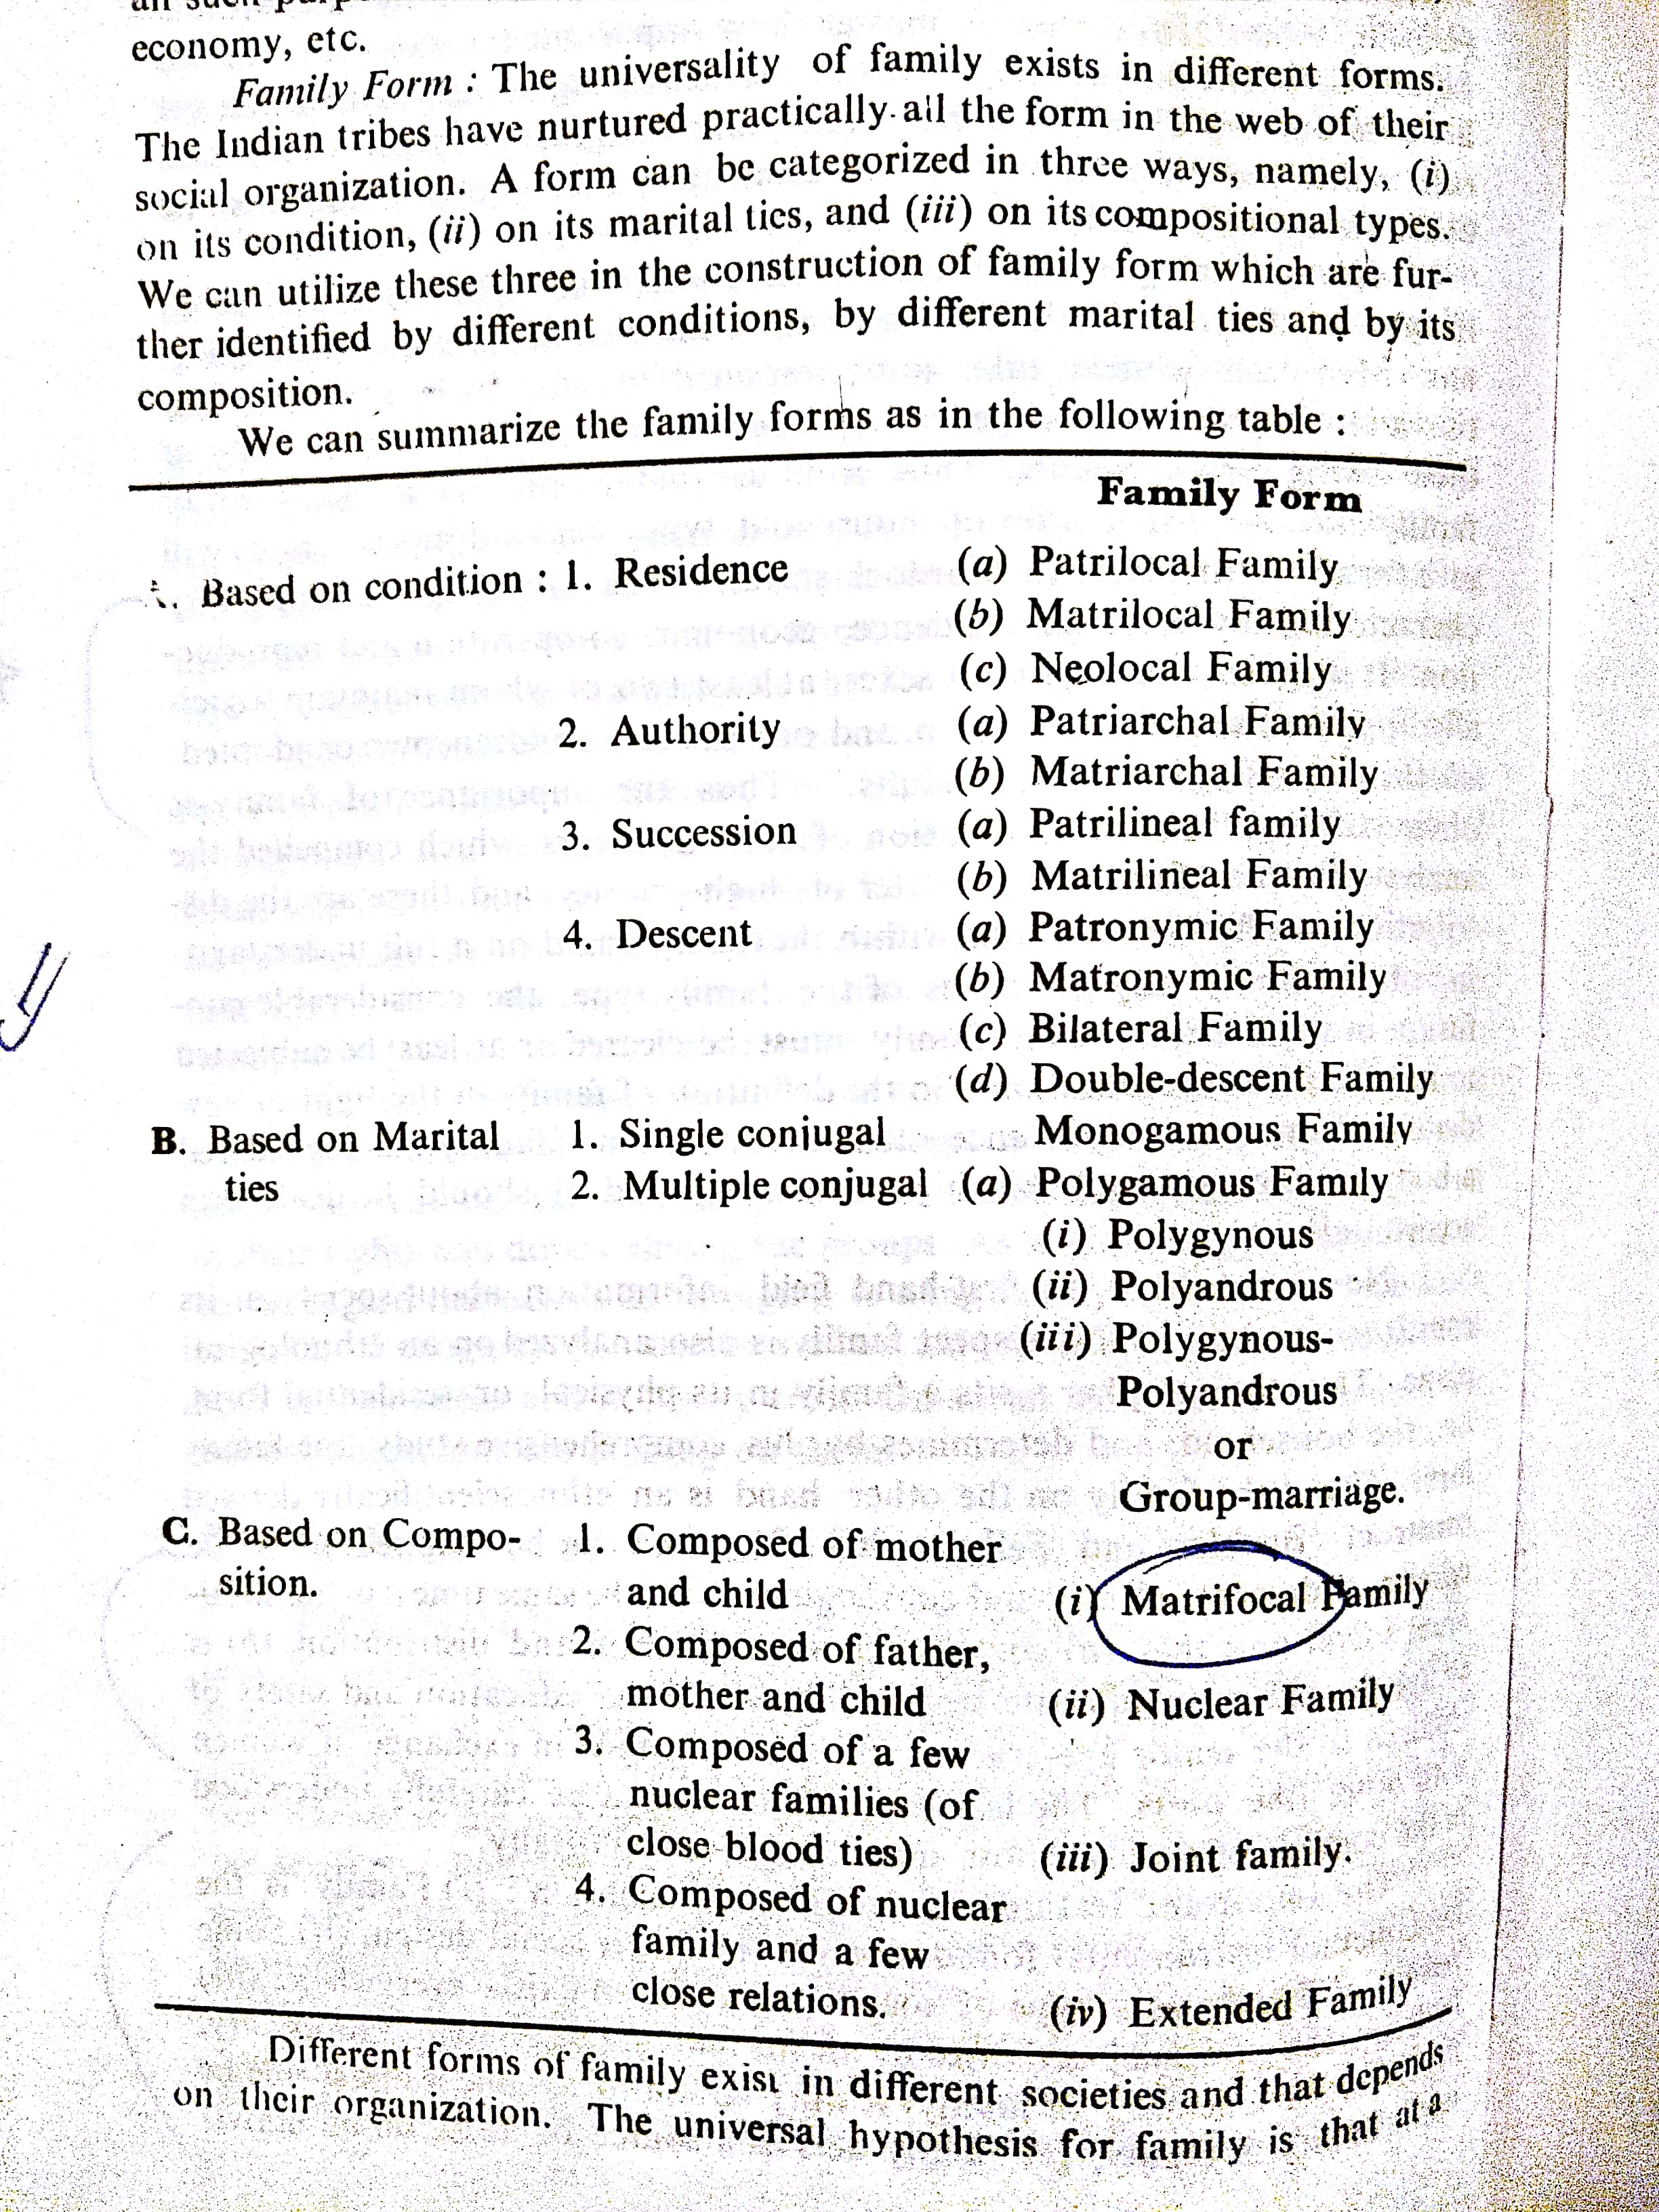 economy, etc.
Family Form : The universality of family exists in different forms.
The Indian tribes have nurtured practically all the form in the web of their
social organization. A form can be categorized in three ways, namely, (i)
on its condition, (ii) on its marital ties, and (iii) on its compositional types.
We can utilize these three in the construction of family form which are fur-
ther identified by different conditions, by different marital ties and by its
composition.
We can summarize the family forms as in the following table :
Family Form
Based on condition : 1. Residence (a) Patrilocal Family
(b) Matrilocal Family
(c) Neolocal Family
2. Authority (a) Patriarchal Family
(b) Matriarchal Family
3. Succession (a) Patrilineal family
(b) Matrilineal Family
4. Descent (a) Patronymic Family
(b) Matronymic Family
(c) Bilateral Family
(d) Double-descent Family
B. Based on Marital 1. Single conjugal Monogamous Family
ties 2. Multiple conjugal (a) Polygamous Family
(i) Polygynous
(ii) Polyandrous
(iii) Polygynous-
Polyandrous
or
Group-marriage.
C. Based on Compo- 1. Composed of mother
sition. and child (i) Matrifocal Family
2. Composed of father,
mother and child (ii) Nuclear Family
3. Composed of a few
nuclear families (of
close blood ties) (iii) Joint family.
4. Composed of nuclear
family and a few
close relations. (iv) Extended Family
Different forms of family exist in different societies and that depends
on their organization. The universal hypothesis for family is that at a